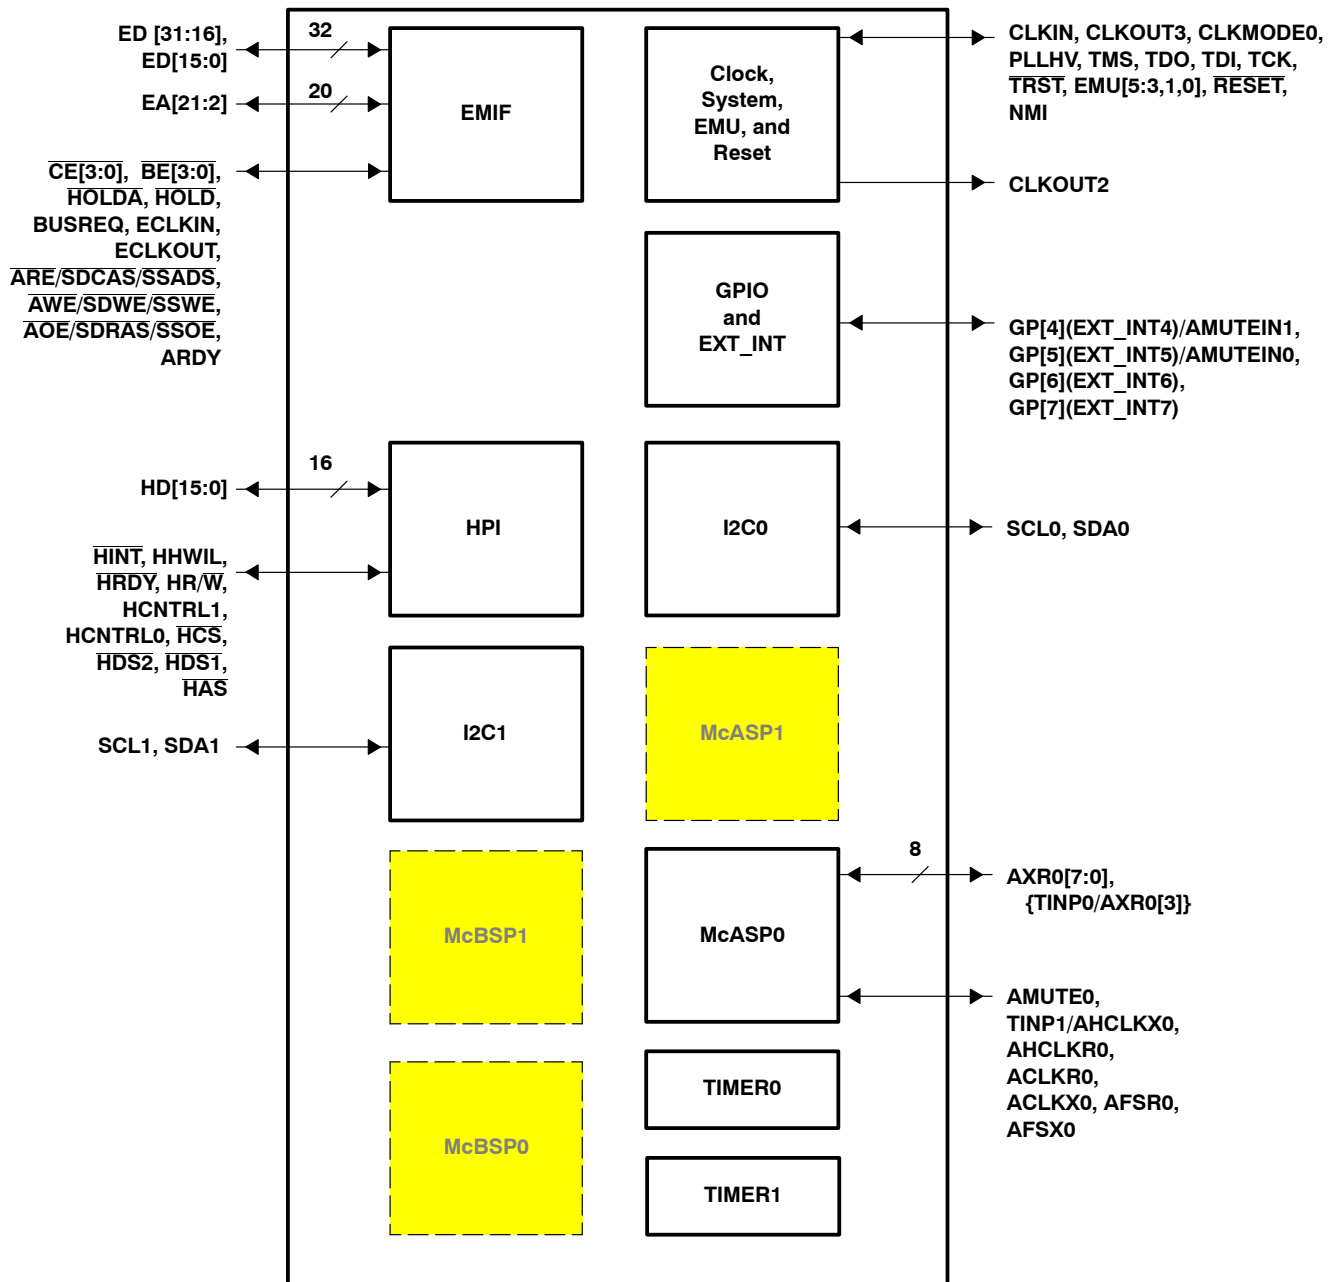 ED [31:16],
ED[15:0]
32
EA[21:2]
20
EMIF
CE[3:0], BE[3:0],
HOLDA, HOLD,
BUSREQ, ECLKIN,
ECLKOUT,
ARE/SDCAS/SSADS,
AWE/SDWE/SSWE,
AOE/SDRAS/SSOE,
ARDY
Clock,
System,
EMU, and
Reset
CLKIN, CLKOUT3, CLKMODE0,
PLLHV, TMS, TDO, TDI, TCK,
TRST, EMU[5:3,1,0], RESET,
NMI
CLKOUT2
GPIO
and
EXT_INT
GP[4](EXT_INT4)/AMUTEIN1,
GP[5](EXT_INT5)/AMUTEIN0,
GP[6](EXT_INT6),
GP[7](EXT_INT7)
HD[15:0]
16
HPI
HINT, HHWIL,
HRDY, HR/W,
HCNTRL1,
HCNTRL0, HCS,
HDS2, HDS1,
HAS
I2C0
SCL0, SDA0
SCL1, SDA1
I2C1
McASP1
McBSP1
McASP0
8
AXR0[7:0],
{TINP0/AXR0[3]}
AMUTE0,
TINP1/AHCLKX0,
AHCLKR0,
ACLKR0,
ACLKX0, AFSR0,
AFSX0
McBSP0
TIMER0
TIMER1